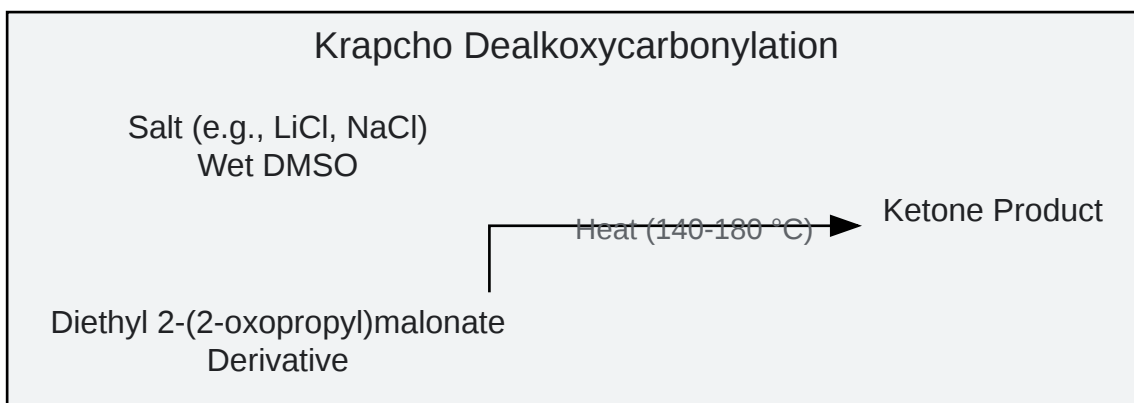 Krapcho Dealkoxycarbonylation
Salt (e.g., LiCl, NaCl)
Wet DMSO
Ketone Product
Heat (140-180 °C)
Diethyl 2-(2-oxopropyl)malonate
Derivative